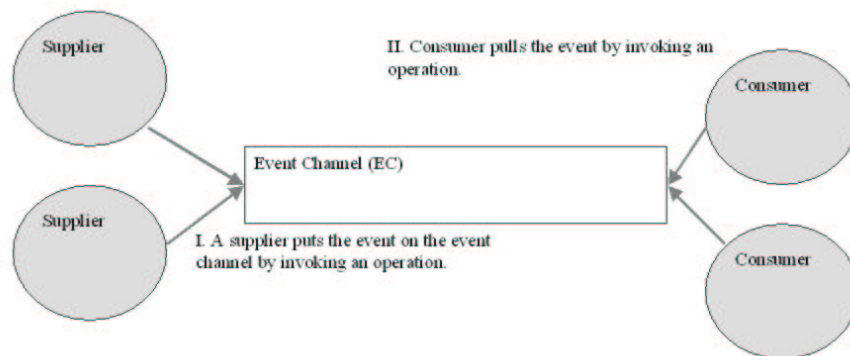 Supplier
II. Consumer pulls the event by invoking an
operation.
Consumer
Event Channel (EC)
Supplier
I. A supplier puts the event on the event
channel by invoking an operation.
Consumer